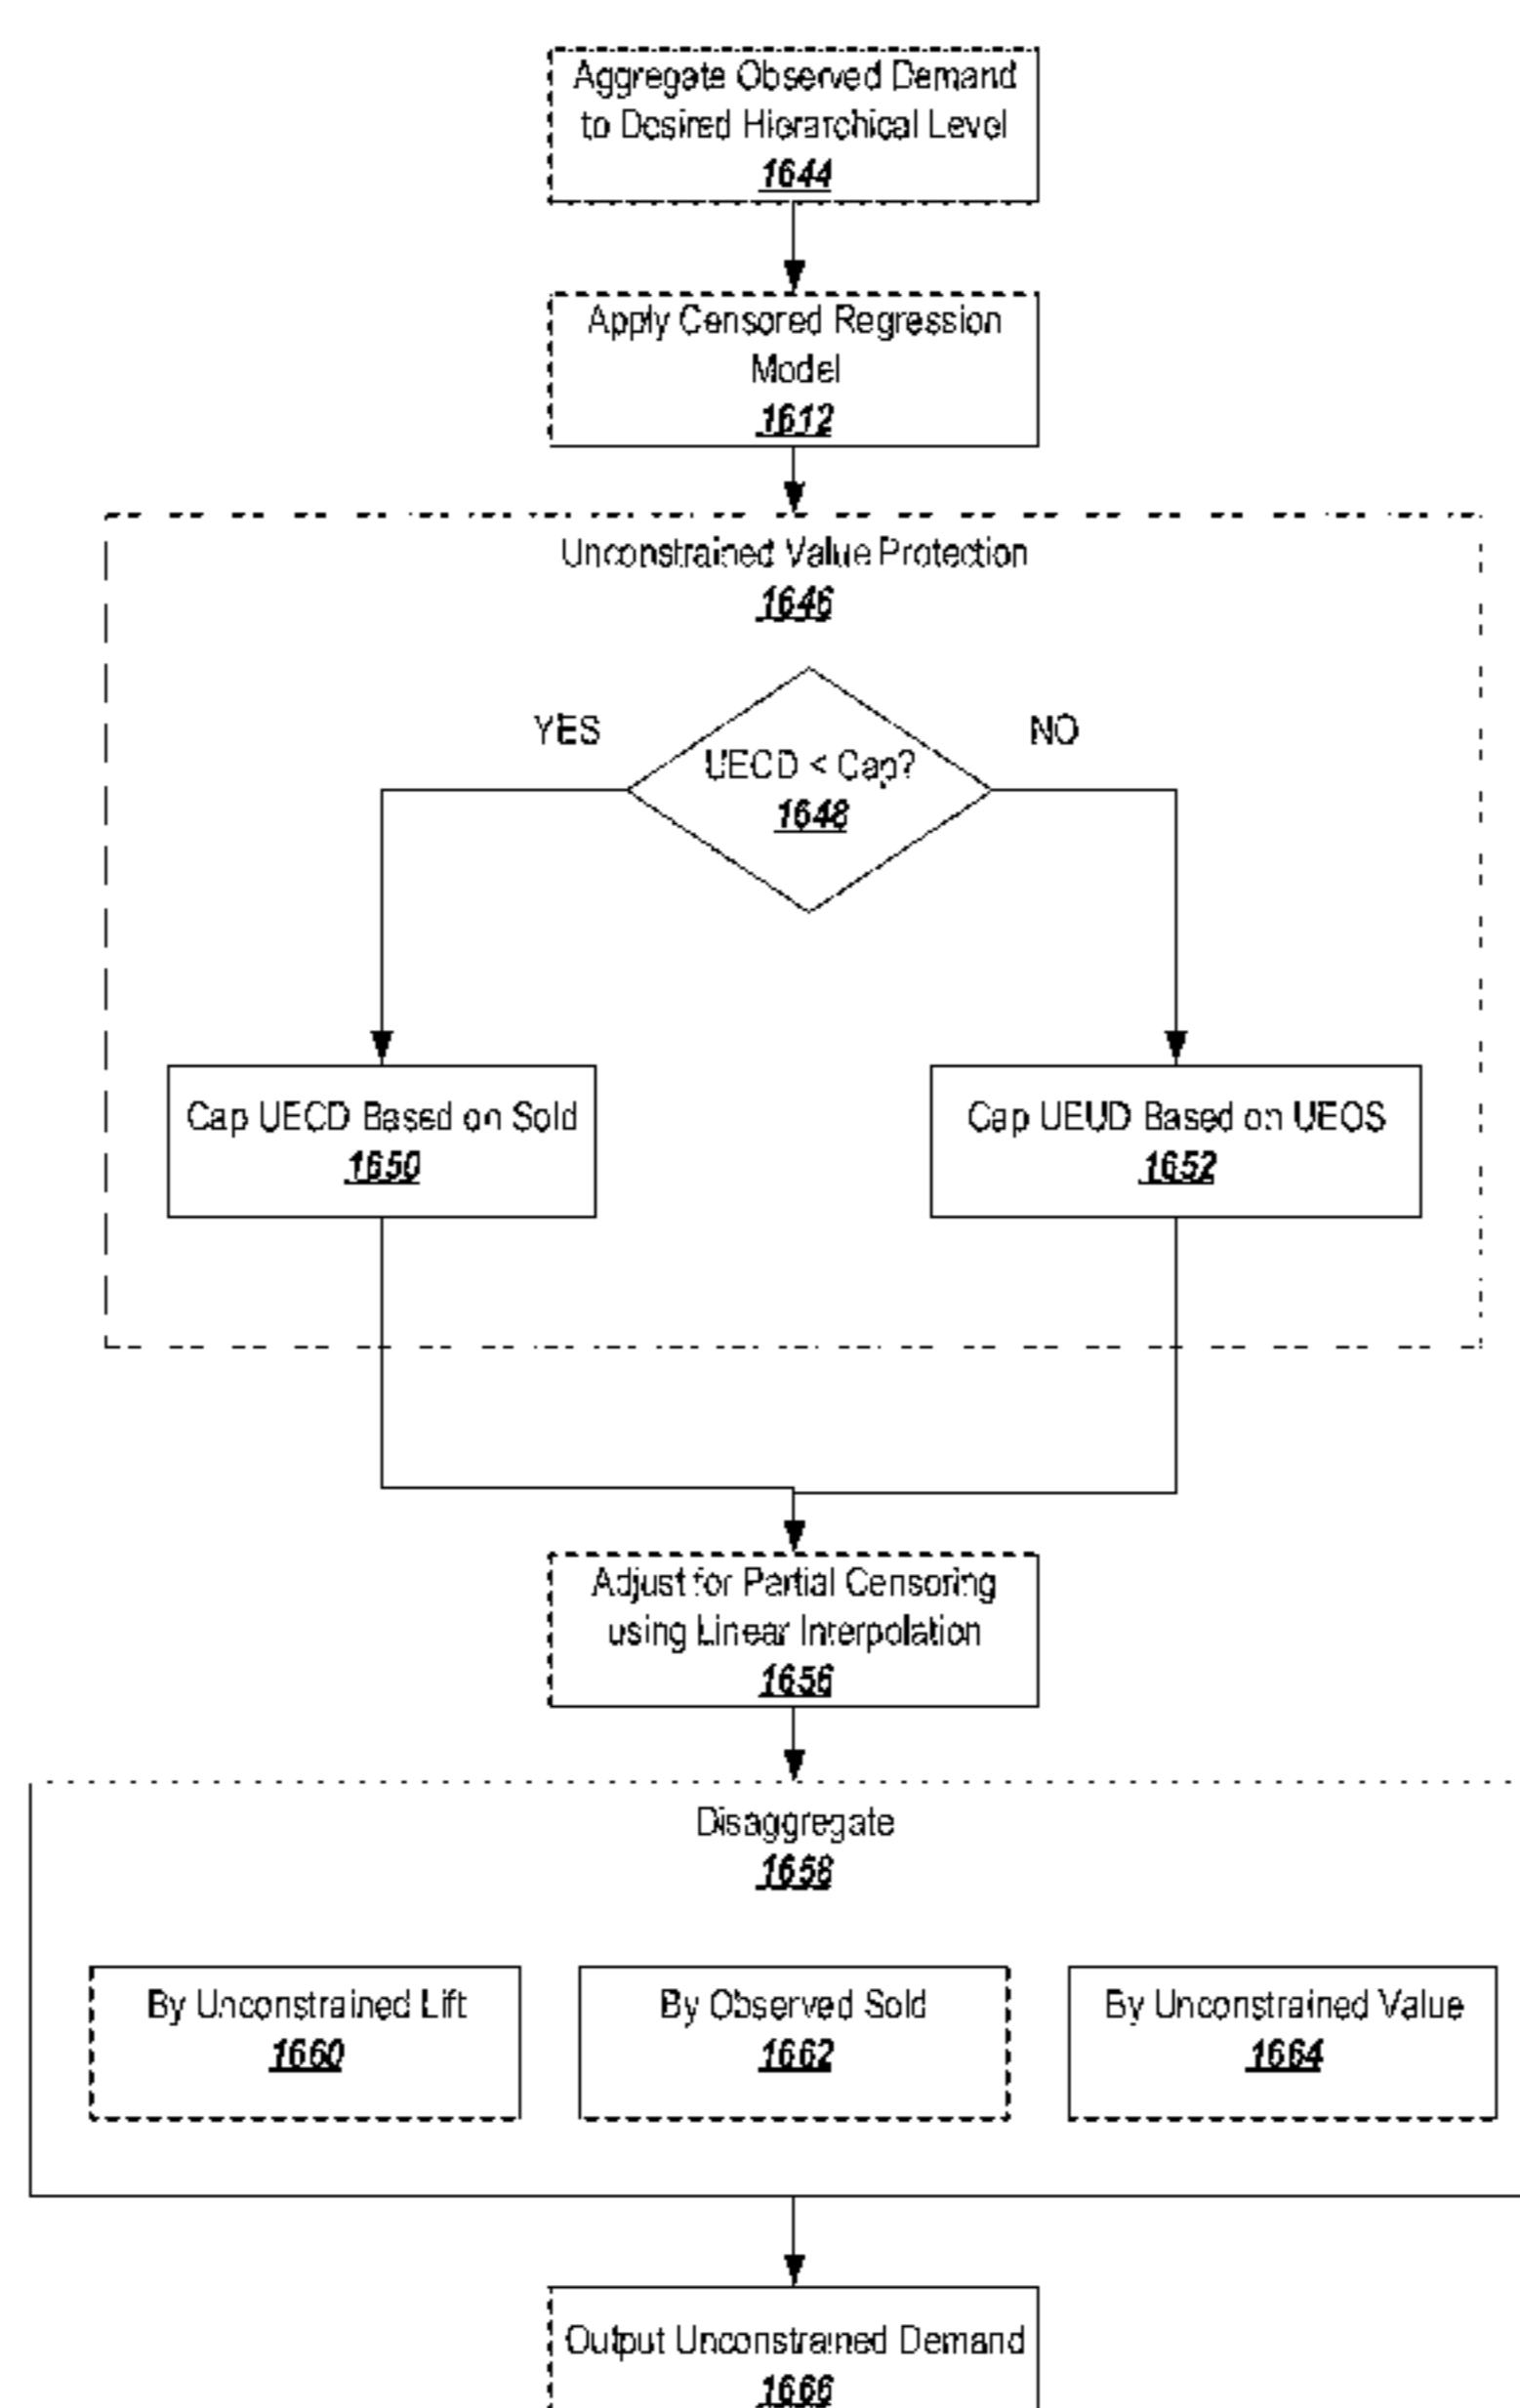 Aggregate Observed Demand
to Desired Hierarchical Level
1644
Apply Censored Regression
Model
1612
Unconstrained Value Protection
1646
YES
NO
UECD < Cap?
1648
Cap UECD Based on Sold
1650
Cap UEUD Based on UEOS
1652
Adjust for Partial Censoring
using Linear Interpolation
1656
Disaggregate
1658
By Unconstrained Lift
1660
By Observed Sold
1662
By Unconstrained Value
1664
Output Unconstrained Demand
1666